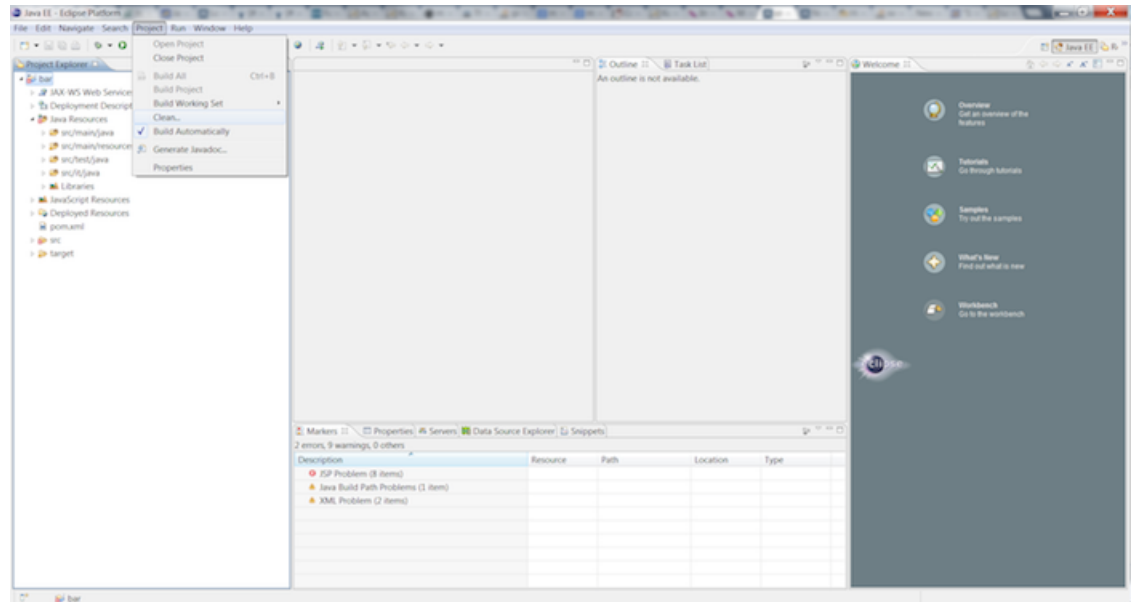 Java EE - Eclipse Platform
File Edit Navigate Search Project Run Window Help
Open Project
Close Project
Build All Ctrl+B
Build Project
Build Working Set
Clean...
Build Automatically
Generate Javadoc...
Properties
Java EE
Project Explorer
bar
JAX-WS Web Service
Deployment Descript
Java Resources
src/main/java
src/main/resource
src/test/java
src/it/java
Libraries
JavaScript Resources
Deployed Resources
pom.xml
src
target
Outline Task List
An outline is not available.
Welcome
Overview
Get an overview of the
features
Tutorials
Go through tutorials
Samples
Try out the samples
What's New
Find out what is new
Workbench
Go to the workbench
eclipse
Markers Properties Servers Data Source Explorer Snippets
2 errors, 9 warnings, 0 others
Description Resource Path Location Type
JSP Problem (8 items)
Java Build Path Problems (1 item)
XML Problem (2 items)
bar